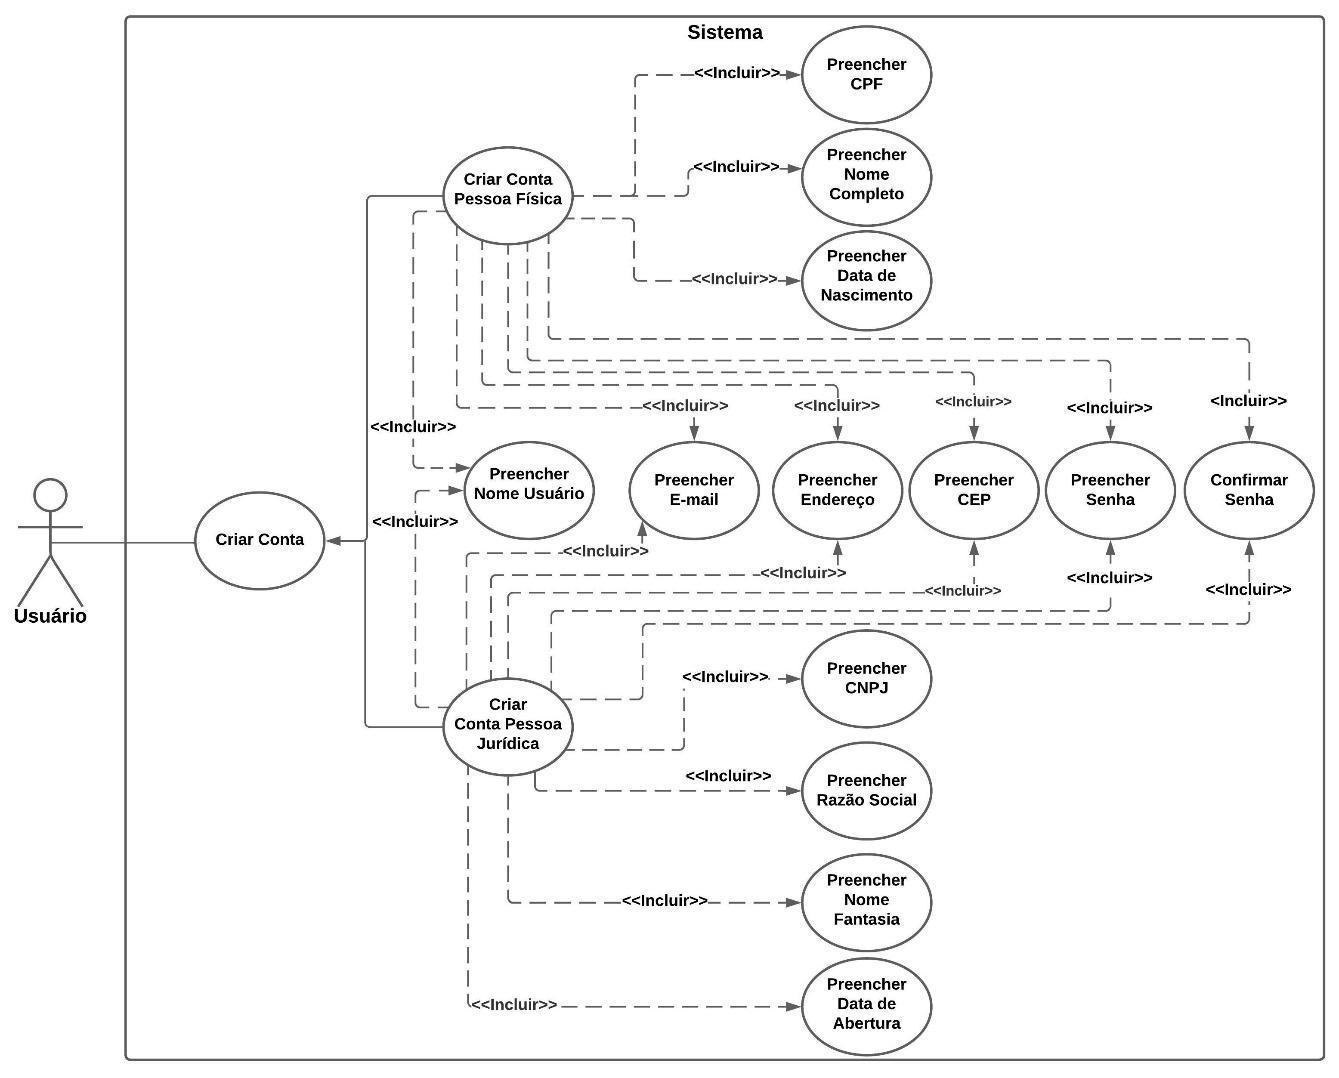 Sistema
<<Incluir>>
Preencher
CPF
<<Incluir>>
Preencher
Nome
Completo
Criar Conta
Pessoa Física
<<Incluir>>
Preencher
Data de
Nascimento
<<Incluir>>
<<Incluir>>
<<Incluir>>
<<Incluir>>
<<Incluir>>
<Incluir>>
Preencher
Nome Usuário
Preencher
E-mail
Preencher
Endereço
Preencher
CEP
Preencher
Senha
Confirmar
Senha
<<Incluir>>
Criar Conta
Usuário
<<Incluir>>
<<Incluir>>
<<Incluir>>
<<Incluir>>
<<Incluir>>
Criar
Conta Pessoa
Jurídica
<<Incluir>>
Preencher
CNPJ
<<Incluir>>
Preencher
Razão Social
<<Incluir>>
Preencher
Nome
Fantasia
<<Incluir>>
Preencher
Data de
Abertura